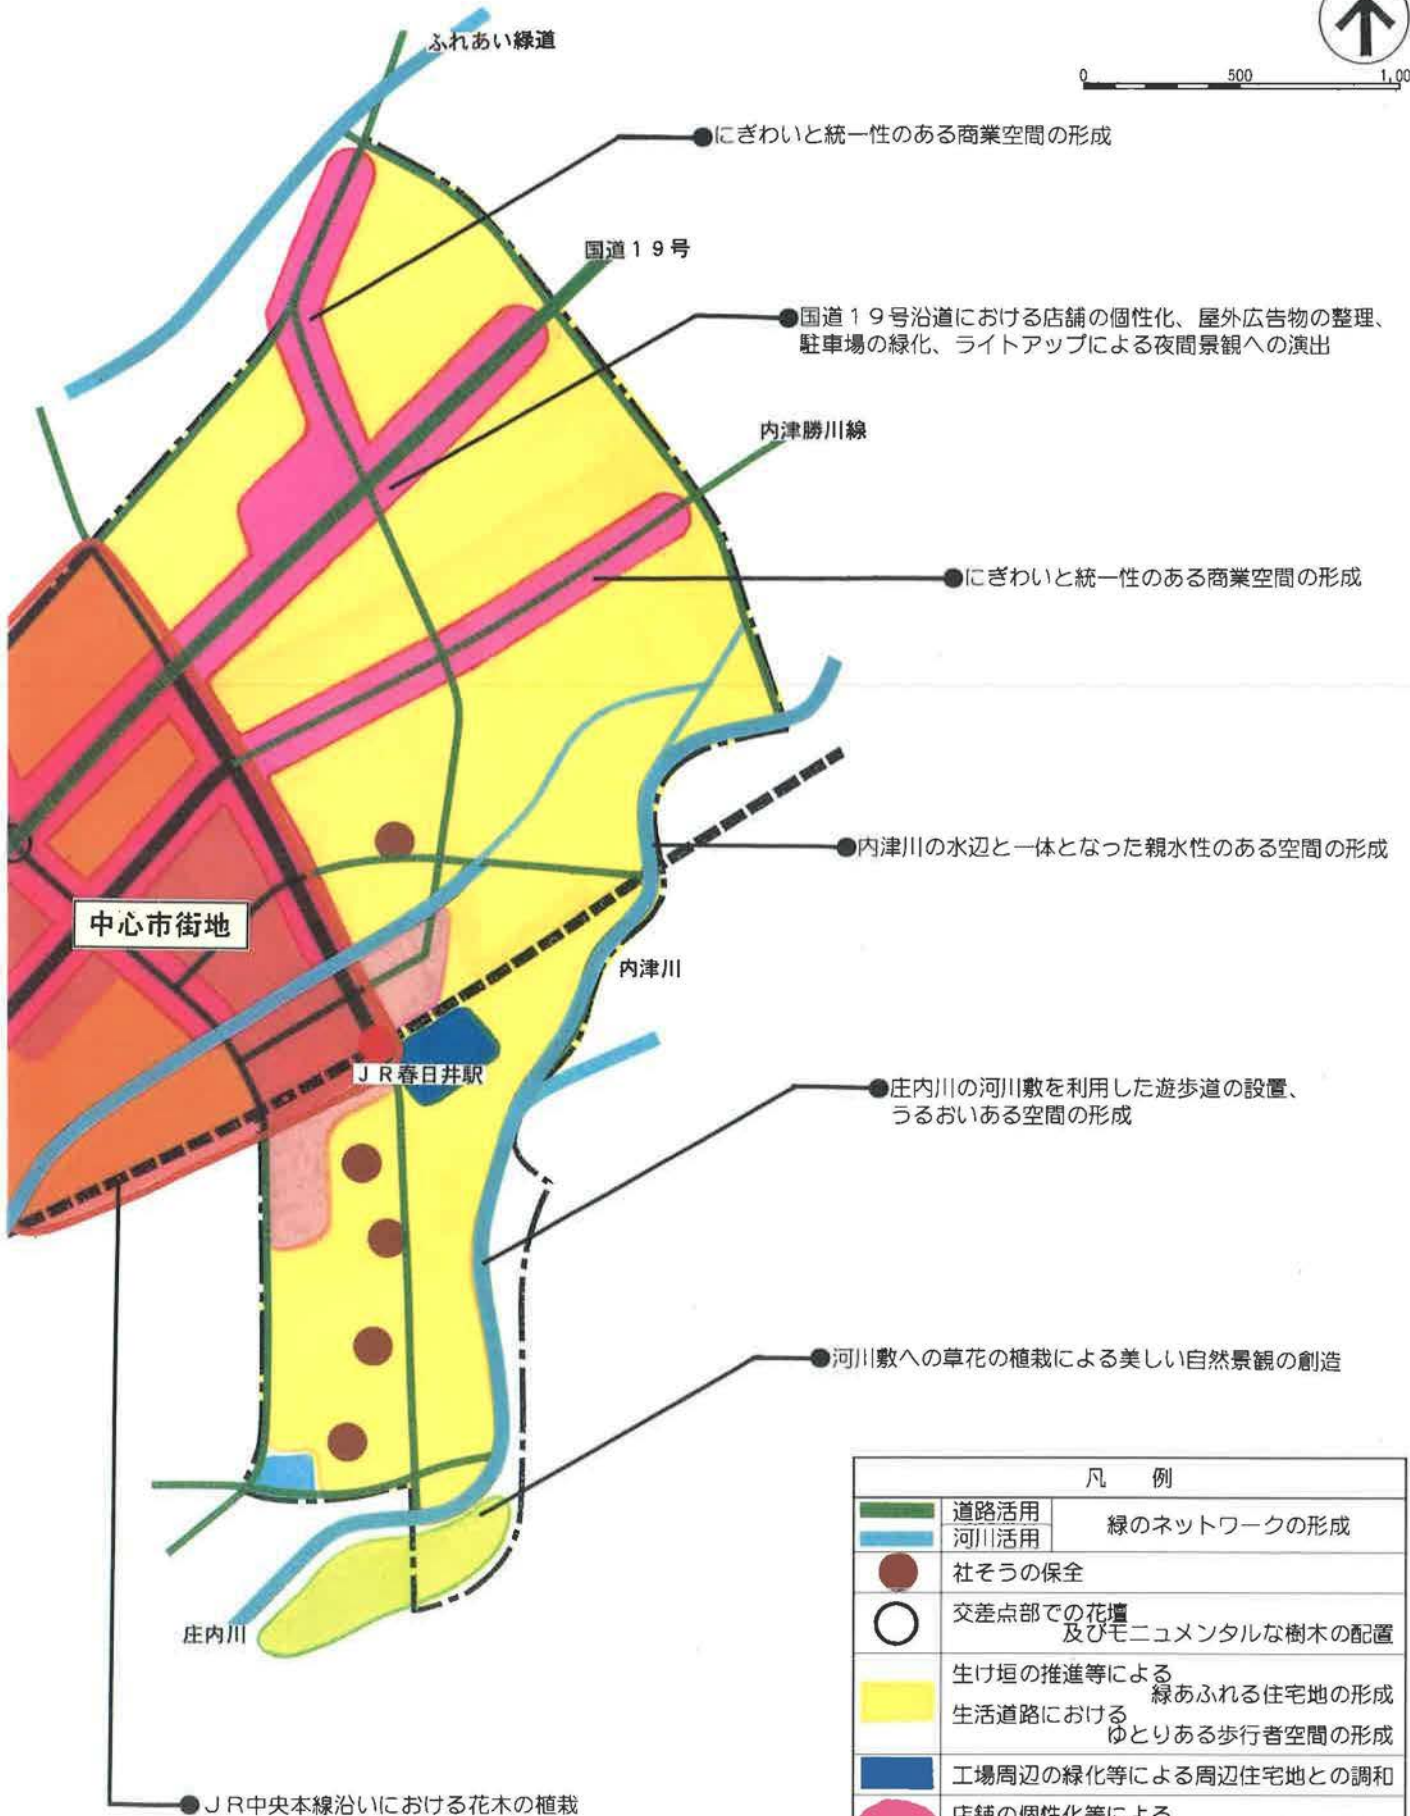 ふれあい緑道
0 500 1,00
●にぎわいと統一性のある商業空間の形成
国道19号
●国道19号沿道における店舗の個性化、屋外広告物の整理、
駐車場の緑化、ライトアップによる夜間景観への演出
内津勝川線
●にぎわいと統一性のある商業空間の形成
●内津川の水辺と一体となった親水性のある空間の形成
中心市街地
内津川
JR春日井駅
●庄内川の河川敷を利用した遊歩道の設置、
うるおいある空間の形成
●河川敷への草花の植栽による美しい自然景観の創造
庄内川
●JR中央本線沿いにおける花木の植栽
凡 例
道路活用
河川活用
緑のネットワークの形成
社そうの保全
交差点部での花壇
及びモニュメンタルな樹木の配置
生け垣の推進等による
緑あふれる住宅地の形成
生活道路における
ゆとりある歩行者空間の形成
工場周辺の緑化等による周辺住宅地との調和
店舗の個性化等による